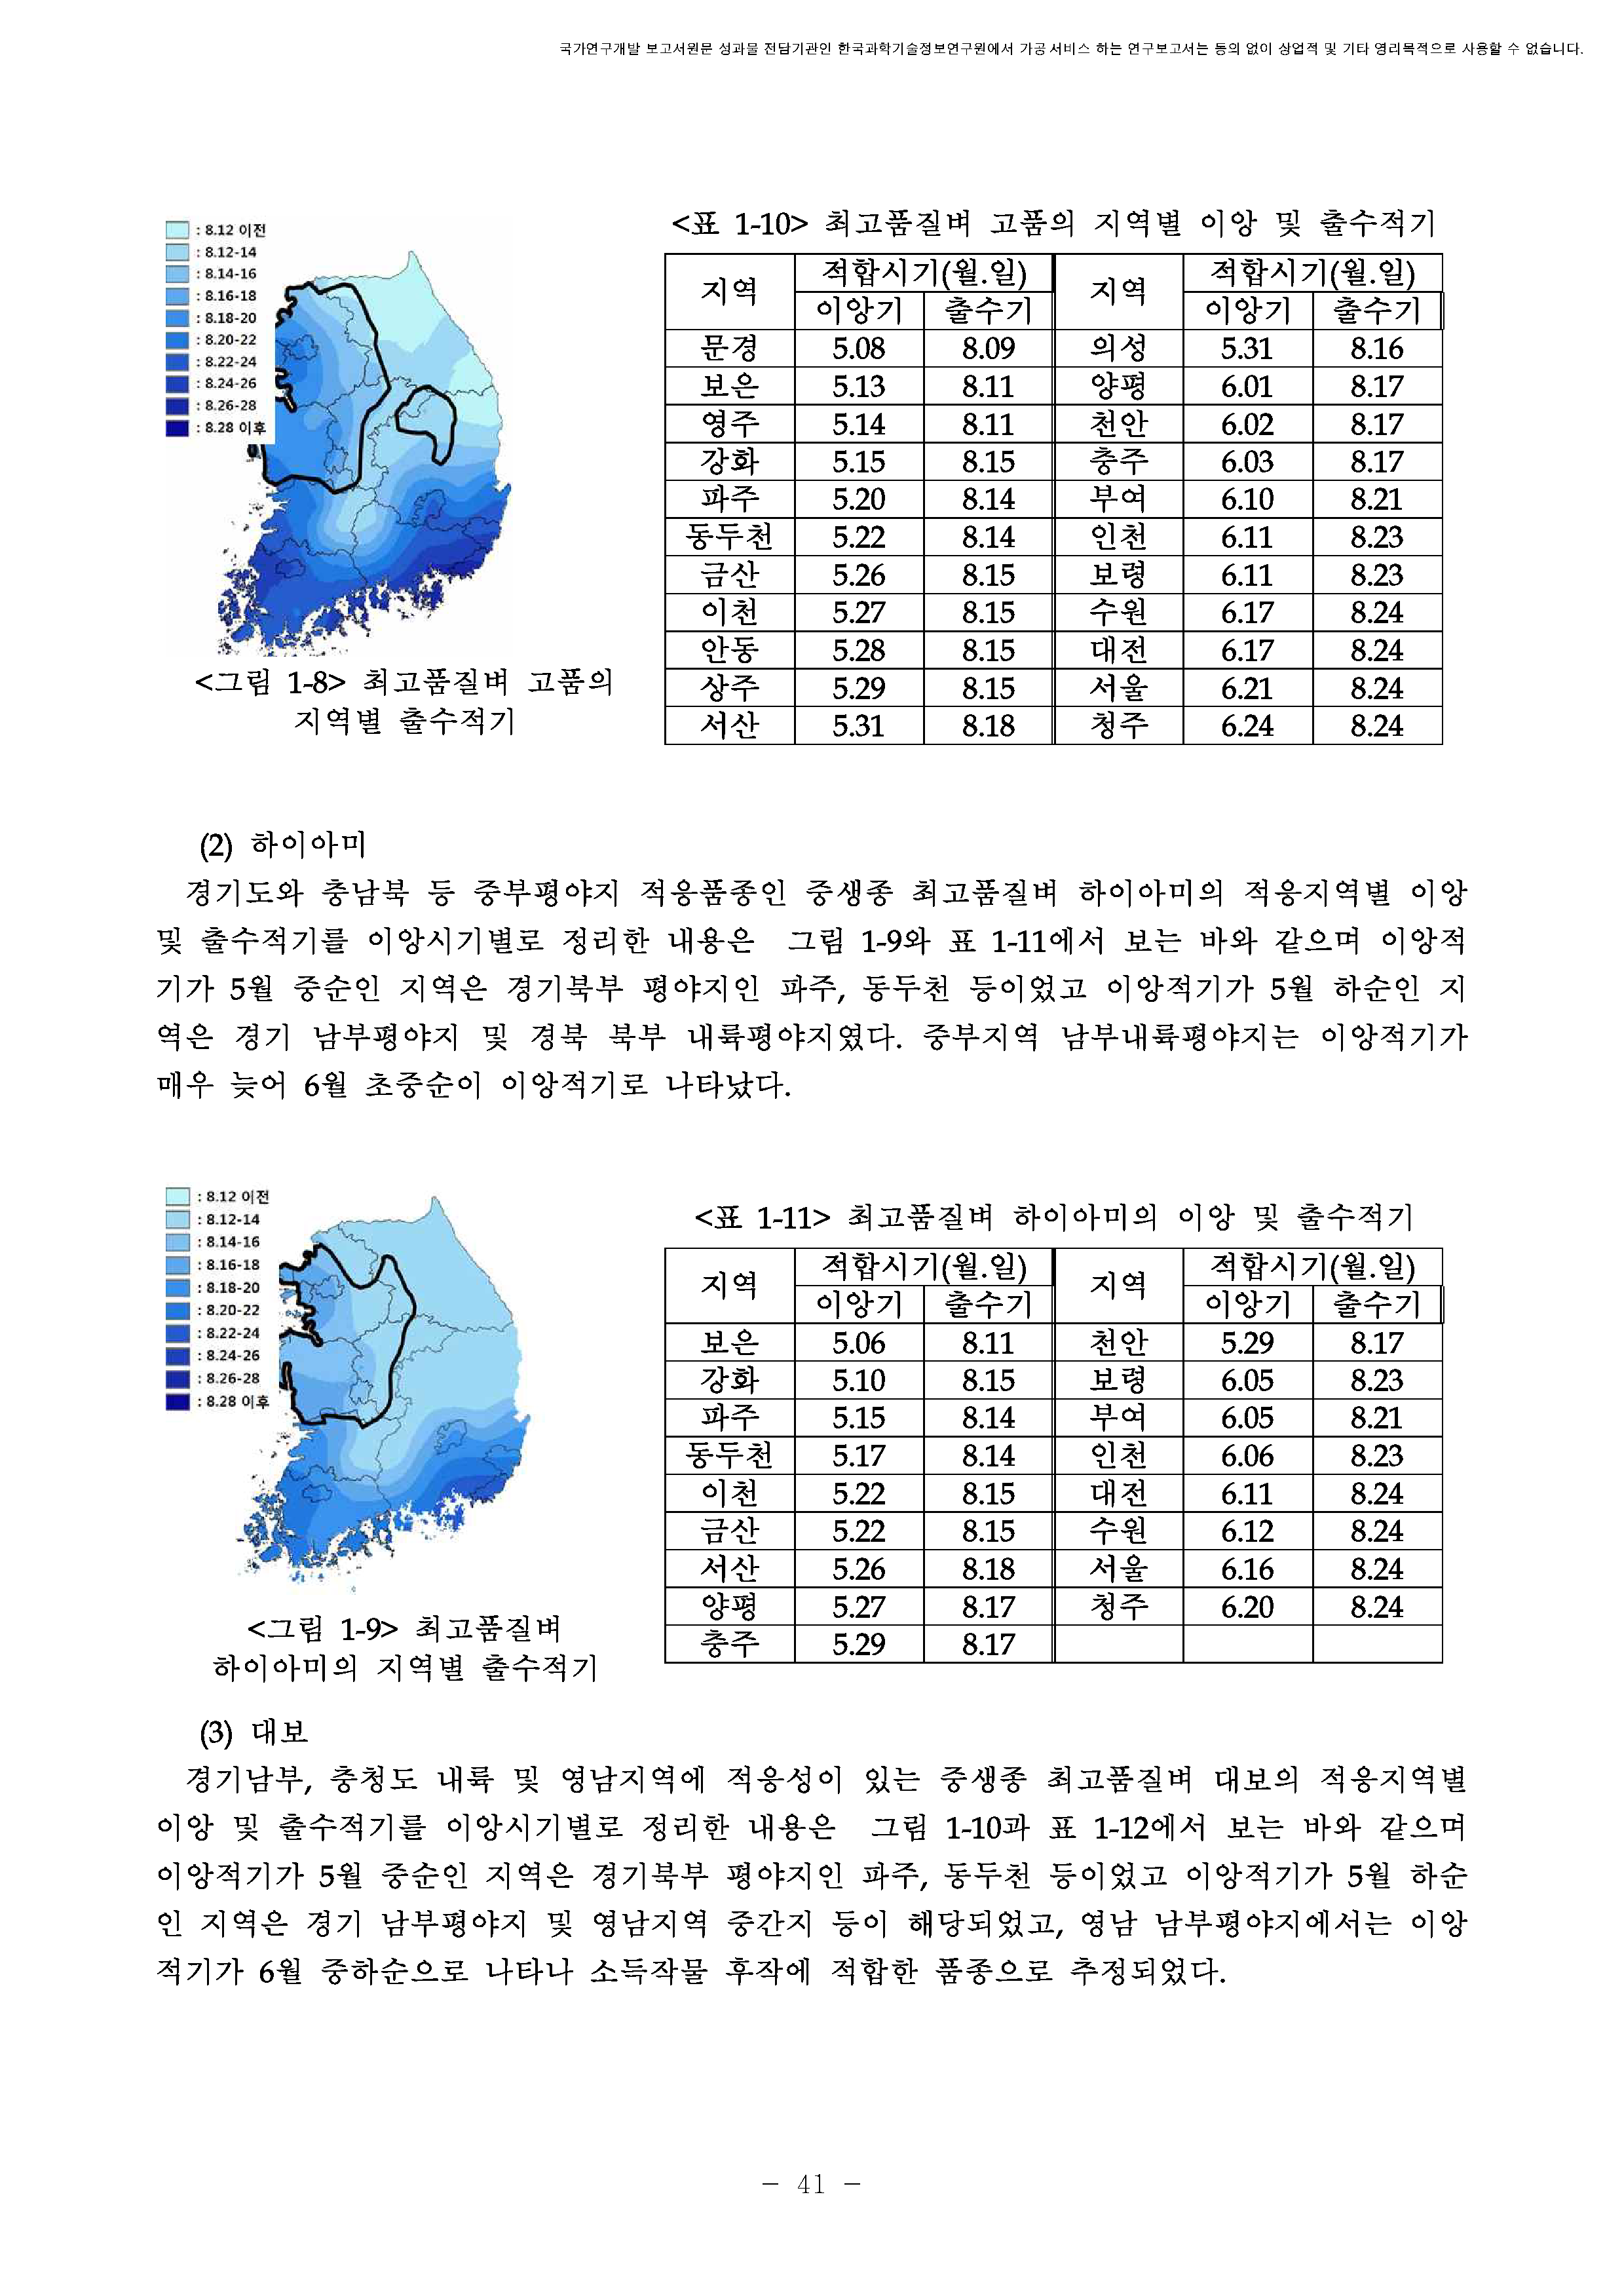 국가연구개발 보고서원문 성과물 전담기관인 한국과학기술정보연구원에서 가공·서비스 하는 연구보고서는 동의 없이 상업적 및 기타 영리목적으로 사용할 수 없습니다.
: 8.12 이전
: 8.12-14
: 8.14-16
: 8.16-18
: 8.18-20
: 8.20-22
: 8.22-24
: 8.24-26
: 8.26-28
: 8.28 이후
<그림 1-8> 최고품질벼 고품의
지역별 출수적기
<표 1-10> 최고품질벼 고품의 지역별 이앙 및 출수적기
지역 적합시기(월.일) 지역 적합시기(월.일)
이앙기 출수기 이앙기 출수기
문경 5.08 8.09 의성 5.31 8.16
보은 5.13 8.11 양평 6.01 8.17
영주 5.14 8.11 천안 6.02 8.17
강화 5.15 8.15 충주 6.03 8.17
파주 5.20 8.14 부여 6.10 8.21
동두천 5.22 8.14 인천 6.11 8.23
금산 5.26 8.15 보령 6.11 8.23
이천 5.27 8.15 수원 6.17 8.24
안동 5.28 8.15 대전 6.17 8.24
상주 5.29 8.15 서울 6.21 8.24
서산 5.31 8.18 청주 6.24 8.24
(2) 하이아미
경기도와 충남북 등 중부평야지 적응품종인 중생종 최고품질벼 하이아미의 적응지역별 이앙
및 출수적기를 이앙시기별로 정리한 내용은 그림 1-9와 표 1-11에서 보는 바와 같으며 이앙적
기가 5월 중순인 지역은 경기북부 평야지인 파주, 동두천 등이었고 이앙적기가 5월 하순인 지
역은 경기 남부평야지 및 경북 북부 내륙평야지였다. 중부지역 남부내륙평야지는 이앙적기가
매우 늦어 6월 초중순이 이앙적기로 나타났다.
: 8.12 이전
: 8.12-14
: 8.14-16
: 8.16-18
: 8.18-20
: 8.20-22
: 8.22-24
: 8.24-26
: 8.26-28
: 8.28 이후
<그림 1-9> 최고품질벼
하이아미의 지역별 출수적기
<표 1-11> 최고품질벼 하이아미의 이앙 및 출수적기
지역 적합시기(월.일) 지역 적합시기(월.일)
이앙기 출수기 이앙기 출수기
보은 5.06 8.11 천안 5.29 8.17
강화 5.10 8.15 보령 6.05 8.23
파주 5.15 8.14 부여 6.05 8.21
동두천 5.17 8.14 인천 6.06 8.23
이천 5.22 8.15 대전 6.11 8.24
금산 5.22 8.15 수원 6.12 8.24
서산 5.26 8.18 서울 6.16 8.24
양평 5.27 8.17 청주 6.20 8.24
충주 5.29 8.17
(3) 대보
경기남부, 충청도 내륙 및 영남지역에 적응성이 있는 중생종 최고품질벼 대보의 적응지역별
이앙 및 출수적기를 이앙시기별로 정리한 내용은 그림 1-10과 표 1-12에서 보는 바와 같으며
이앙적기가 5월 중순인 지역은 경기북부 평야지인 파주, 동두천 등이었고 이앙적기가 5월 하순
인 지역은 경기 남부평야지 및 영남지역 중간지 등이 해당되었고, 영남 남부평야지에서는 이앙
적기가 6월 중하순으로 나타나 소득작물 후작에 적합한 품종으로 추정되었다.
- 41 -